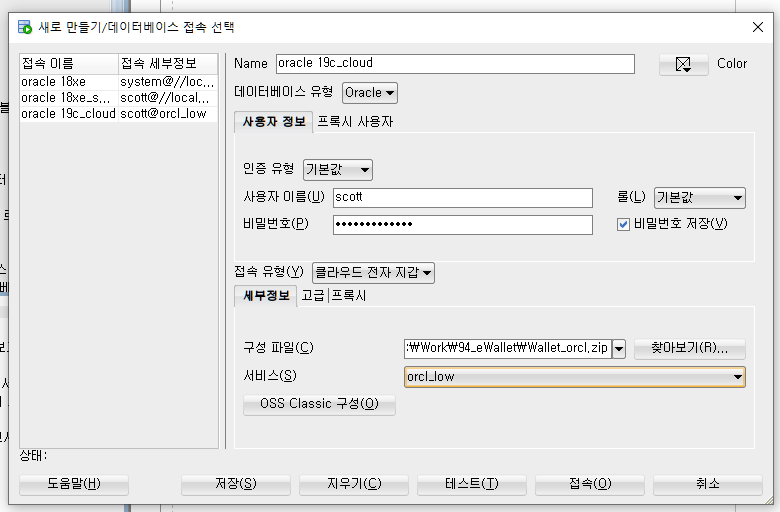 새로 만들기/데이터베이스 접속 선택
접속 이름 접속 세부정보
oracle 18xe system@//loc...
oracle 18xe_s... scott@//local...
oracle 19c_cloud scott@orcl_low
Name oracle 19c_cloud Color
데이터베이스 유형 Oracle
사용자 정보 프록시 사용자
인증 유형 기본값
사용자 이름(U) scott 롤(L) 기본값
비밀번호(P) ●●●●●●●●●●●●● 비밀번호 저장(V)
접속 유형(Y) 클라우드 전자 지갑
세부정보 고급 프록시
구성 파일(C) :₩Work₩94_eWallet₩Wallet_orcl.zip 찾아보기(R)...
서비스(S) orcl_low
OSS Classic 구성(O)
상태:
도움말(H) 저장(S) 지우기(C) 테스트(T) 접속(O) 취소